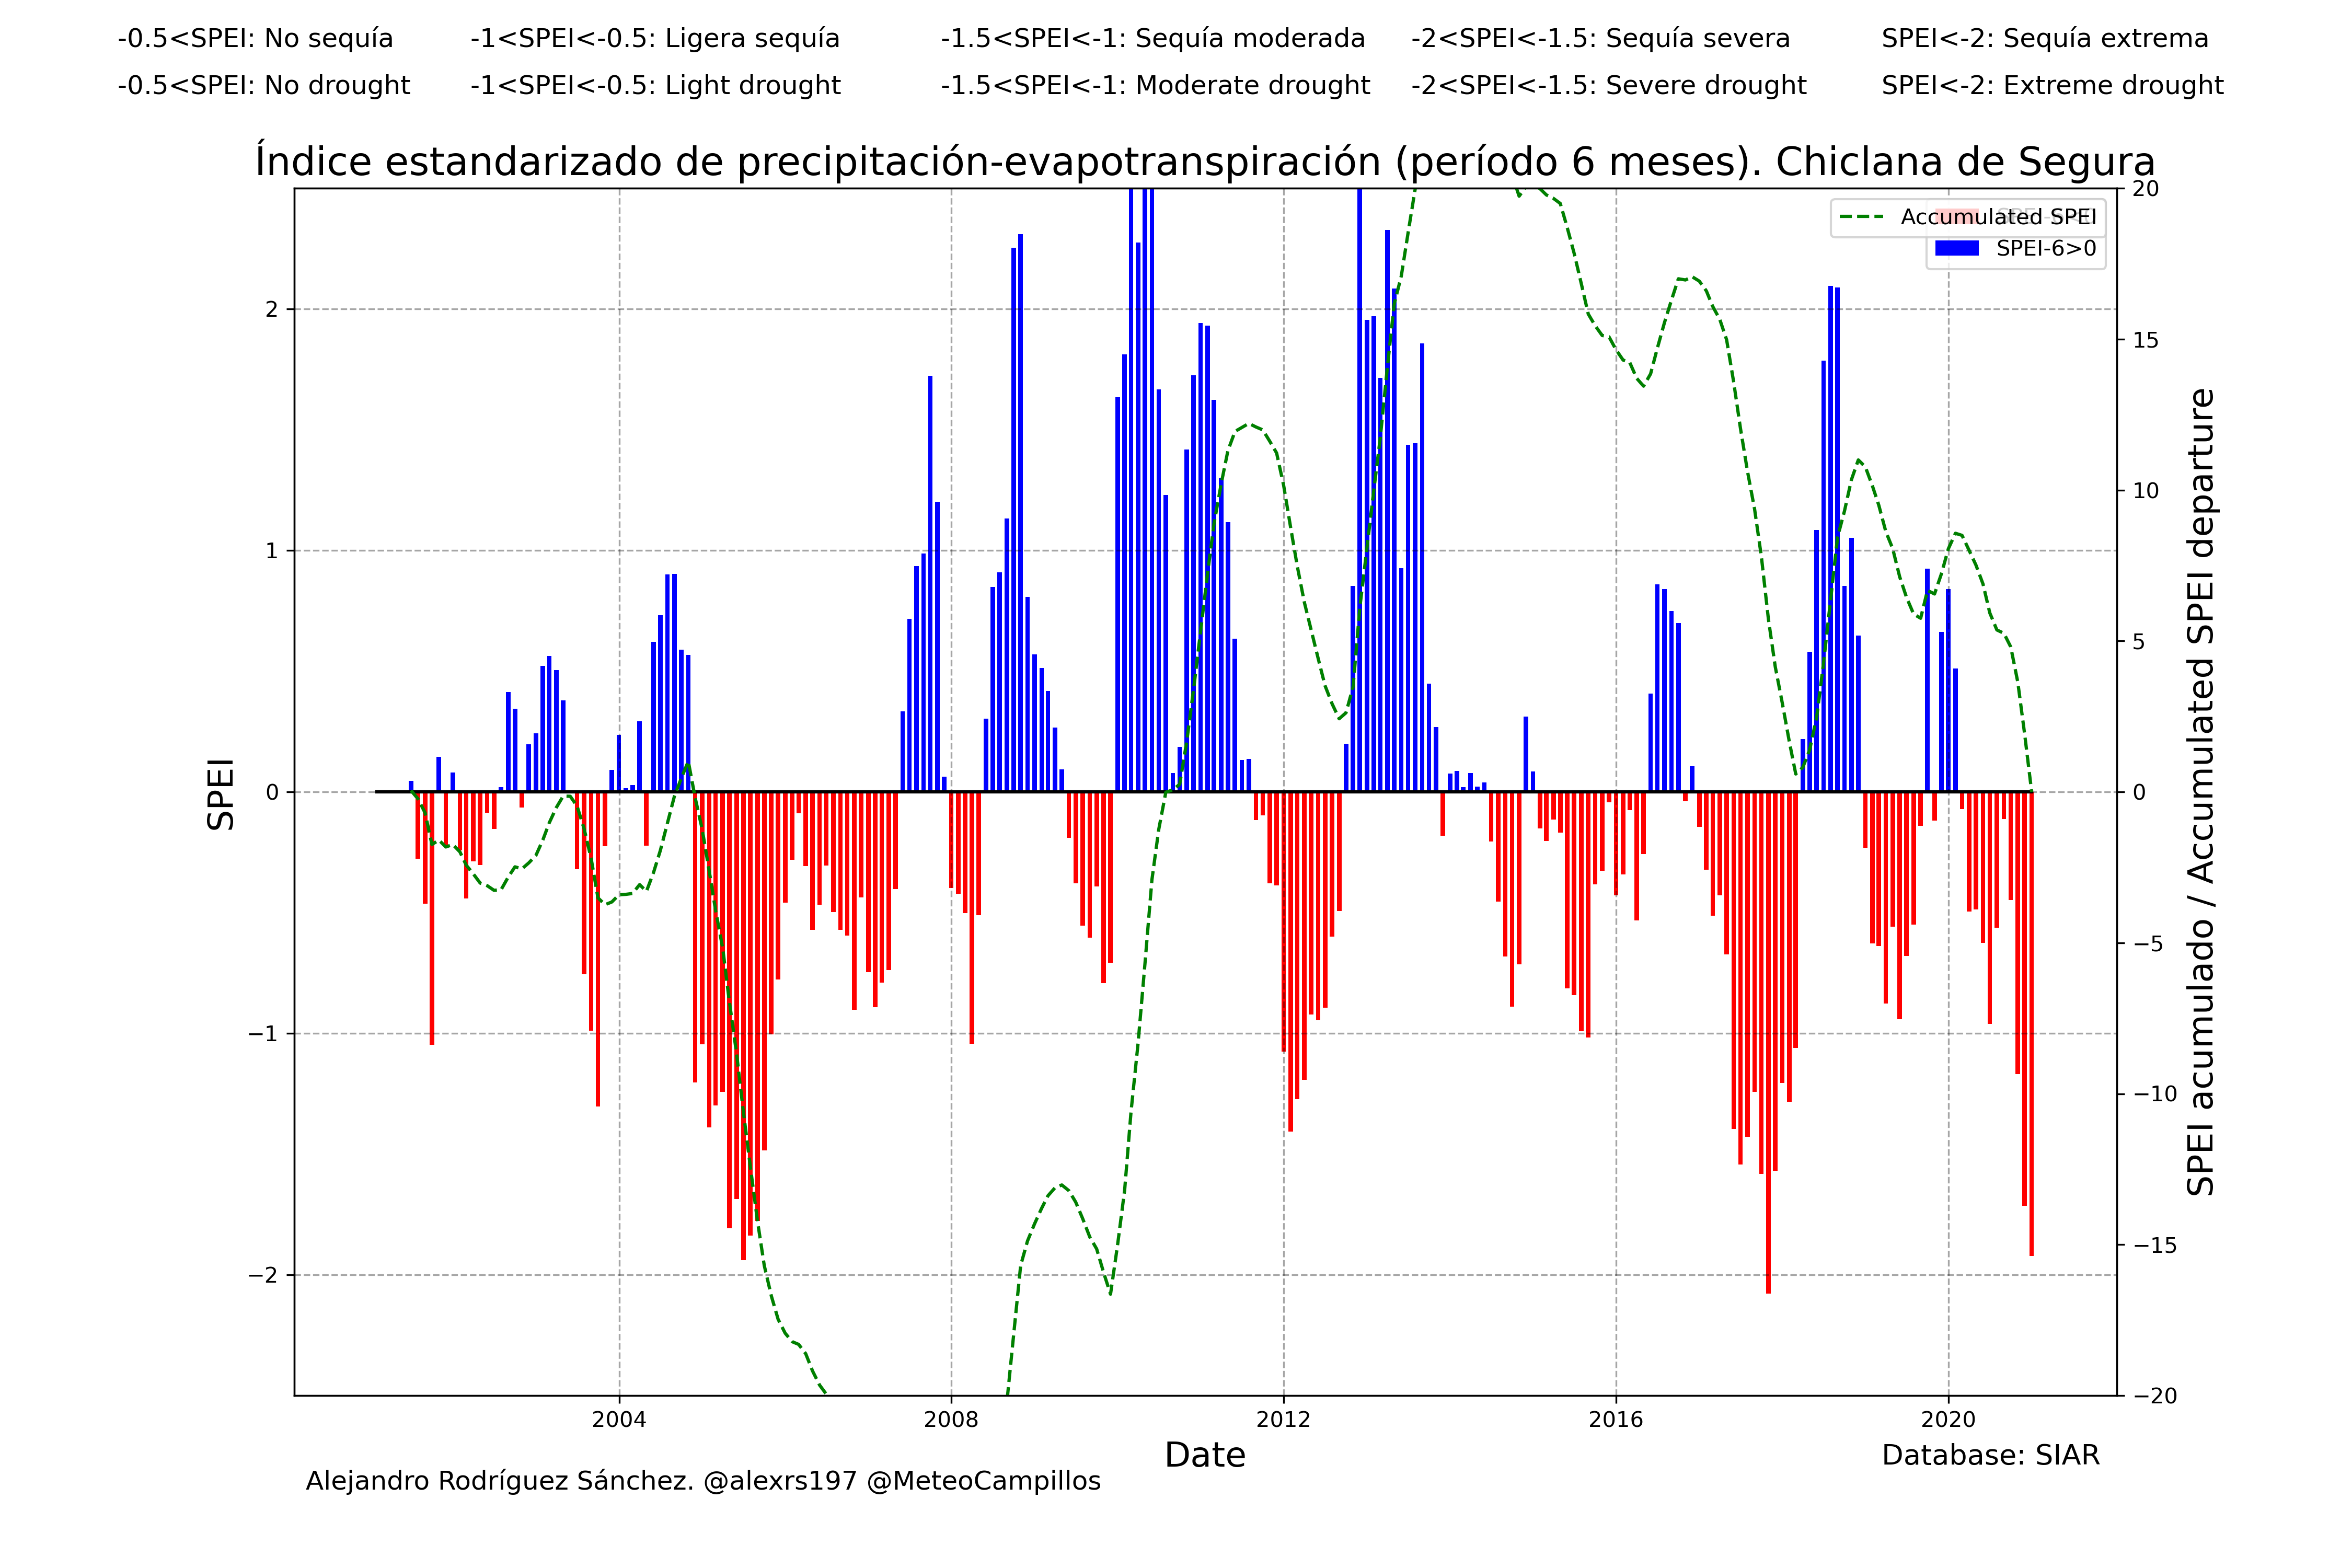 -0.5<SPEI: No sequía -1<SPEI<-0.5: Ligera sequía -1.5<SPEI<-1: Sequía moderada -2<SPEI<-1.5: Sequía severa SPEI<-2: Sequía extrema
-0.5<SPEI: No drought -1<SPEI<-0.5: Light drought -1.5<SPEI<-1: Moderate drought -2<SPEI<-1.5: Severe drought SPEI<-2: Extreme drought
Índice estandarizado de precipitación-evapotranspiración (período 6 meses). Chiclana de Segura
Accumulated SPEI
SPEI-6>0
SPEI
2
1
0
−1
−2
20
15
10
5
0
−5
−10
−15
−20
SPEI acumulado / Accumulated SPEI departure
2004 2008 2012 2016 2020
Date
Database: SIAR
Alejandro Rodríguez Sánchez. @alexrs197 @MeteoCampillos